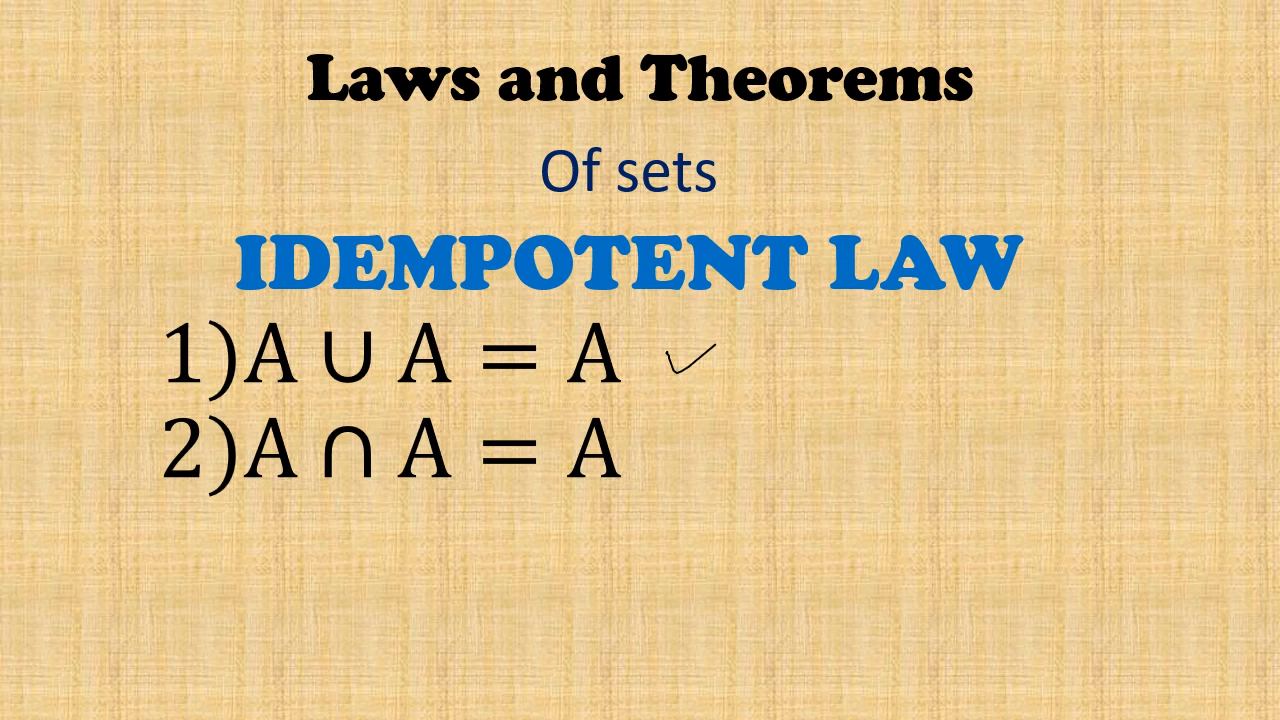 Laws and Theorems
Of sets
IDEMPOTENT LAW
1)A ∪ A = A ✓
2)A ∩ A = A